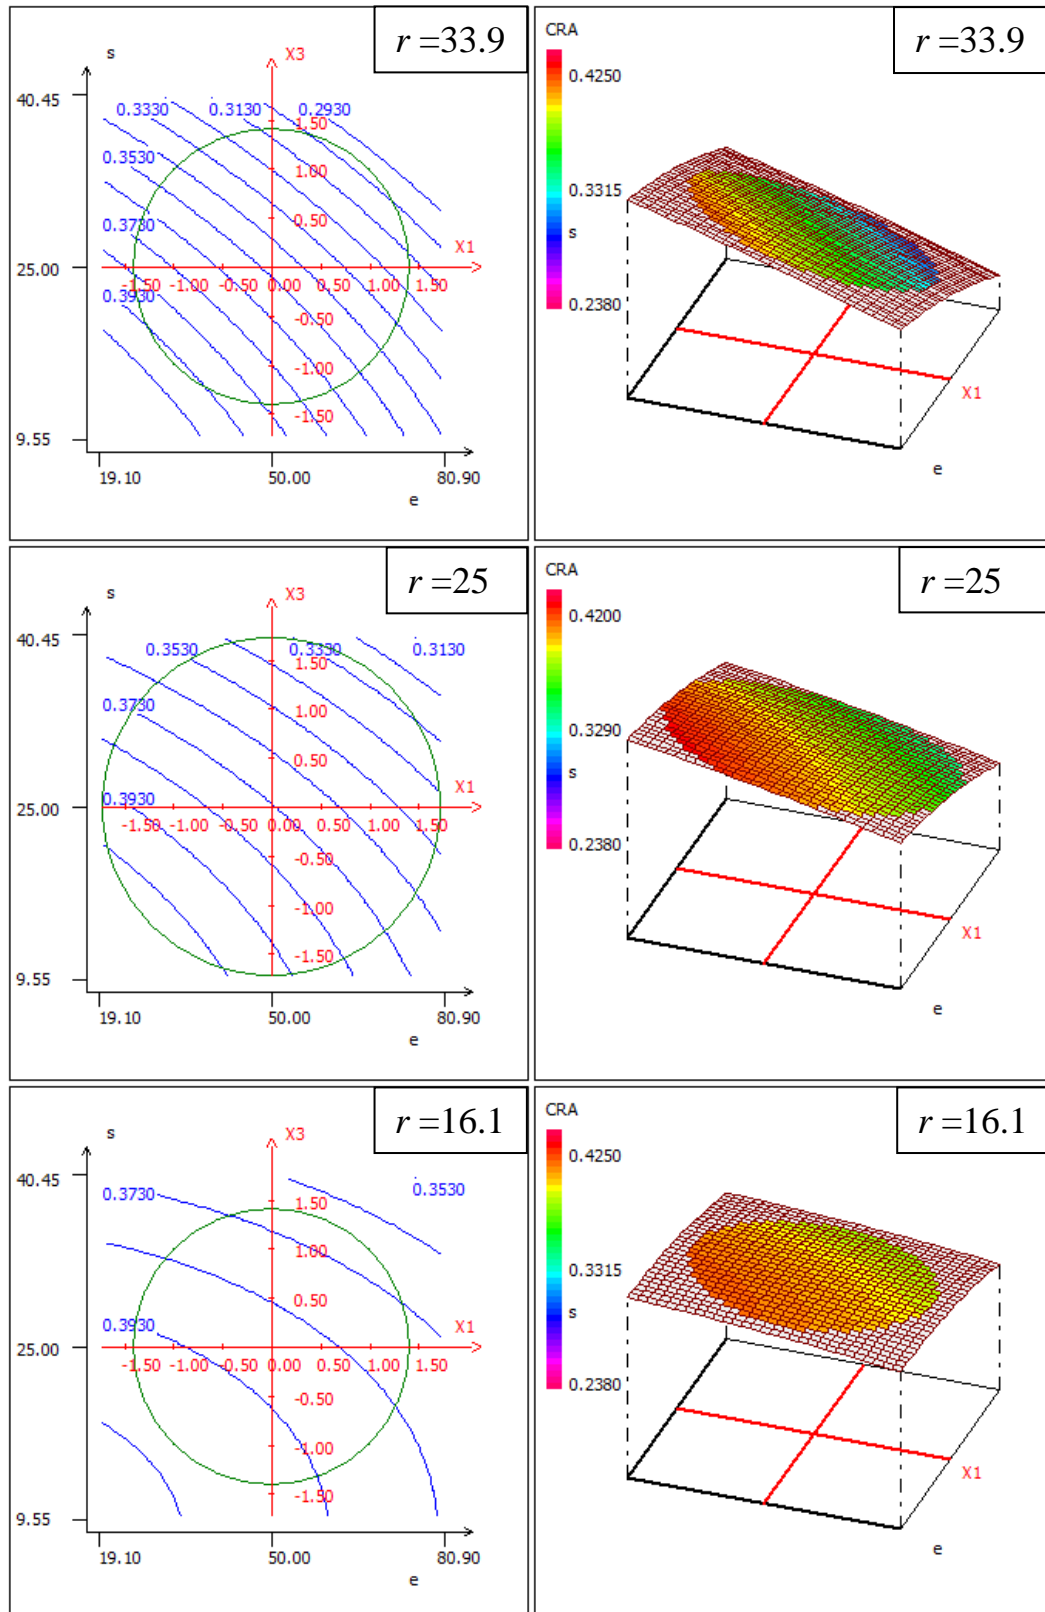 r =33.9
s
X3
40.45
0.3330
0.3130
0.2930
1.50
0.3530
1.00
0.3730
0.50
X1
25.00
-1.50
-1.00
-0.50
0.00
0.50
1.00
1.50
0.3930
-0.50
-1.00
-1.50
9.55
19.10
50.00
80.90
e
r =33.9
CRA
0.4250
0.3315
s
0.2380
X1
e
r =25
s
X3
40.45
0.3530
0.3330
0.3130
1.50
0.3730
1.00
0.50
0.3930
X1
25.00
-1.50
-1.00
-0.50
0.00
0.50
1.00
1.50
-0.50
-1.00
-1.50
9.55
19.10
50.00
80.90
e
r =25
CRA
0.4200
0.3290
s
0.2380
X1
e
r =16.1
s
X3
40.45
0.3730
0.3530
1.50
1.00
0.50
0.3930
X1
25.00
-1.50
-1.00
-0.50
0.00
0.50
1.00
1.50
-0.50
-1.00
-1.50
9.55
19.10
50.00
80.90
e
r =16.1
CRA
0.4250
0.3315
s
0.2380
X1
e